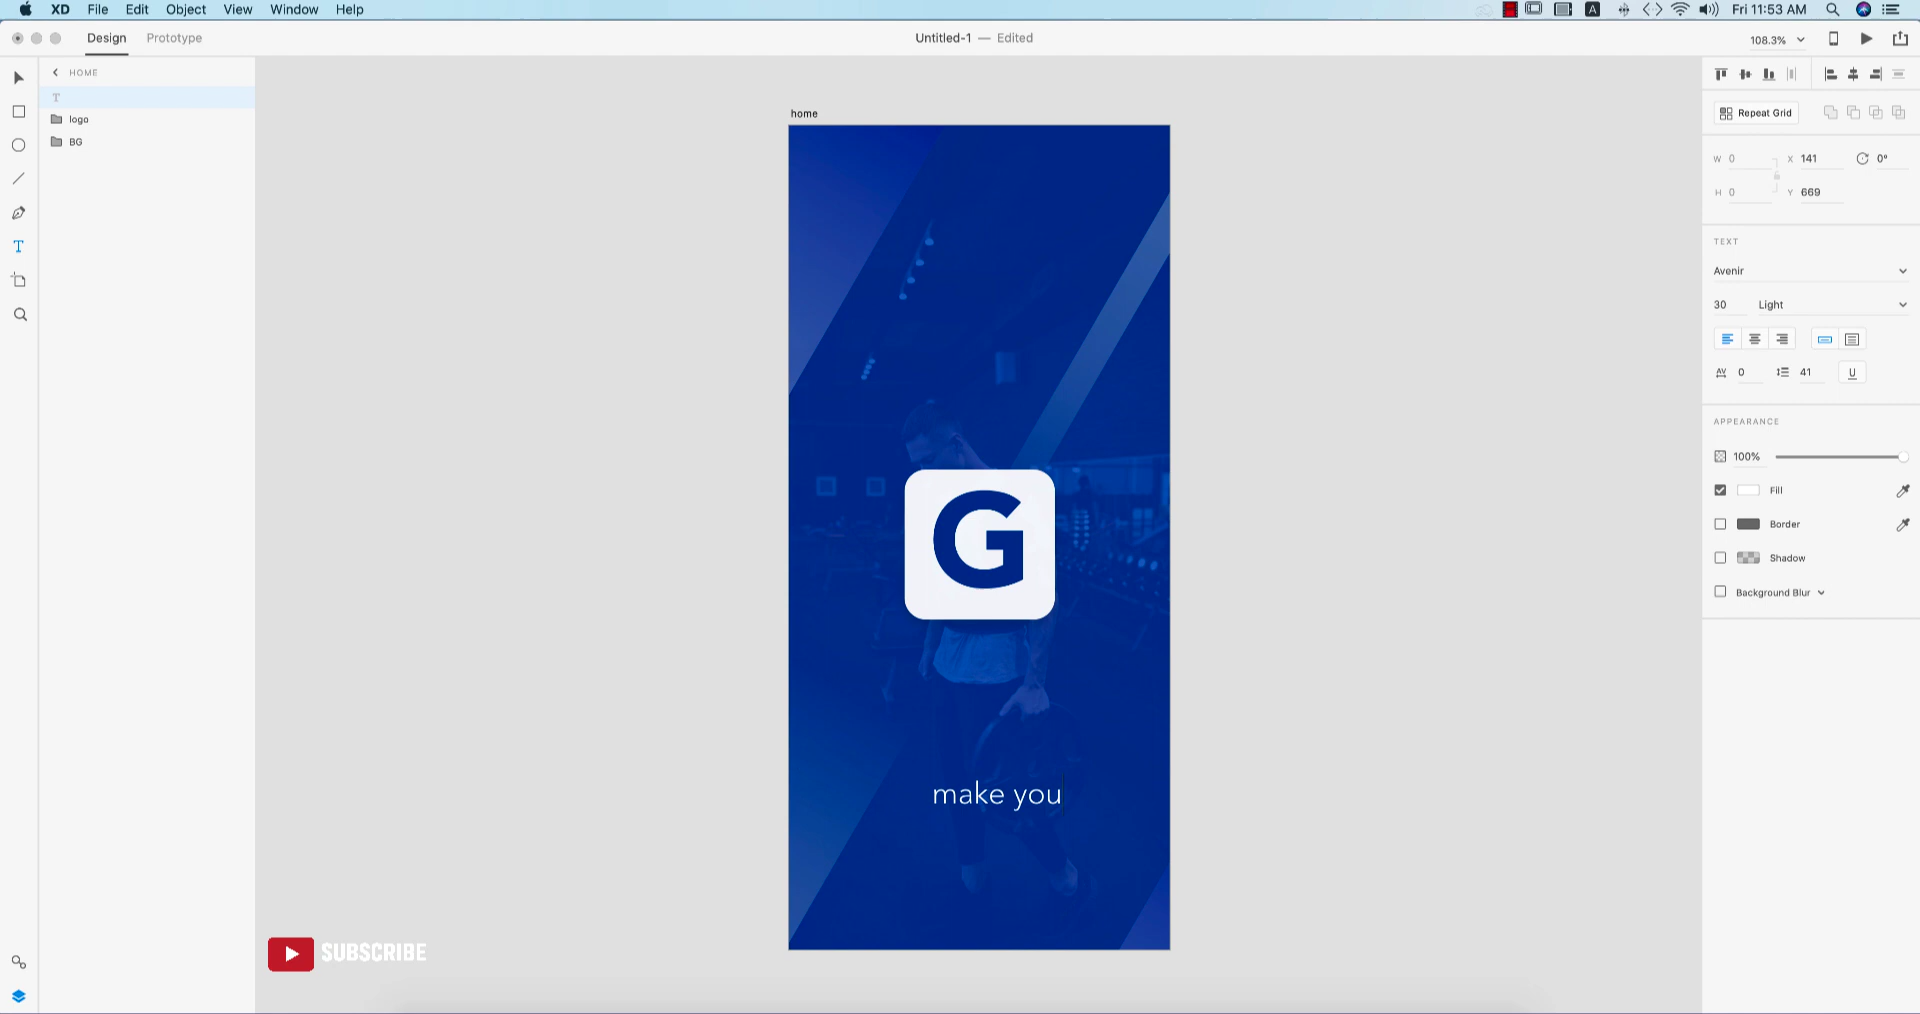 XD File Edit Object View Window Help
A Fri 11:53 AM
Design Prototype
Untitled-1 — Edited
108.3%
HOME
T
logo
BG
home
G
make you
SUBSCRIBE
Repeat Grid
W 0 X 141 0°
H 0 Y 669
TEXT
Avenir
30 Light
AV 0 41 U
APPEARANCE
100%
Fill
Border
Shadow
Background Blur